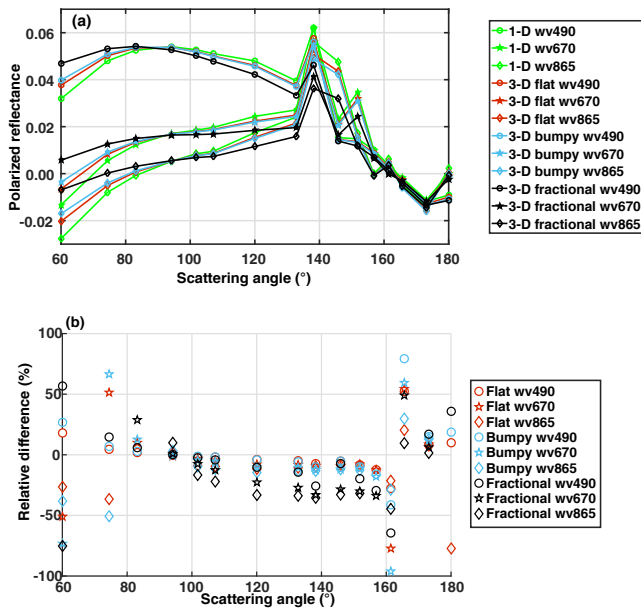 (a)
0.06
0.04
0.02
0.00
-0.02
Polarized reflectance
60 80 100 120 140 160 180
Scattering angle (°)
1-D wv490
1-D wv670
1-D wv865
3-D flat wv490
3-D flat wv670
3-D flat wv865
3-D bumpy wv490
3-D bumpy wv670
3-D bumpy wv865
3-D fractional wv490
3-D fractional wv670
3-D fractional wv865
(b)
100
50
0
-50
-100
Relative difference (%)
60 80 100 120 140 160 180
Scattering angle (°)
Flat wv490
Flat wv670
Flat wv865
Bumpy wv490
Bumpy wv670
Bumpy wv865
Fractional wv490
Fractional wv670
Fractional wv865